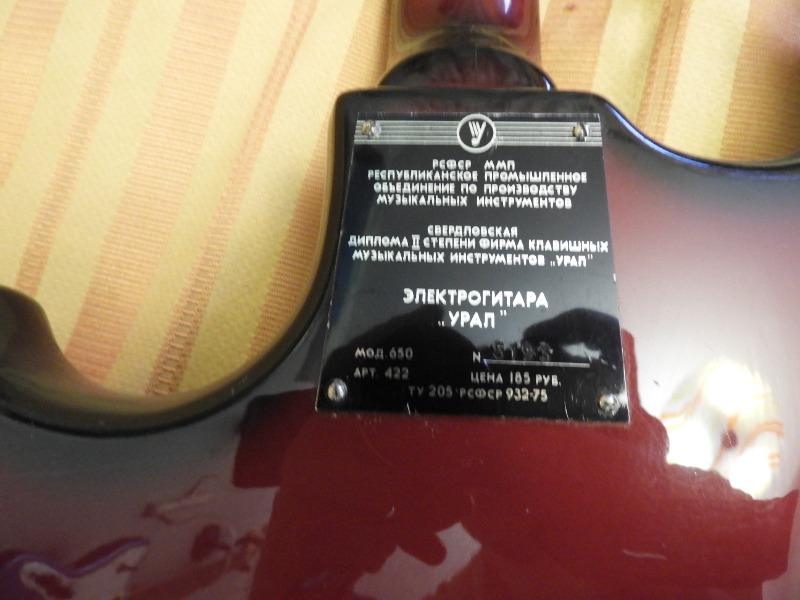 РСФСР ММП
РЕСПУБЛИКАНСКОЕ ПРОМЫШЛЕННОЕ
ОБЪЕДИНЕНИЕ ПО ПРОИЗВОДСТВУ
МУЗЫКАЛЬНЫХ ИНСТРУМЕНТОВ
СВЕРДЛОВСКАЯ
ДИПЛОМА II СТЕПЕНИ ФИРМА КЛАВИШНЫХ
МУЗЫКАЛЬНЫХ ИНСТРУМЕНТОВ „УРАЛ"
ЭЛЕКТРОГИТАРА
„УРАЛ"
МОД. 650 N
АРТ. 422 ЦЕНА 185 РУБ.
ТУ 205 РСФСР 932-75